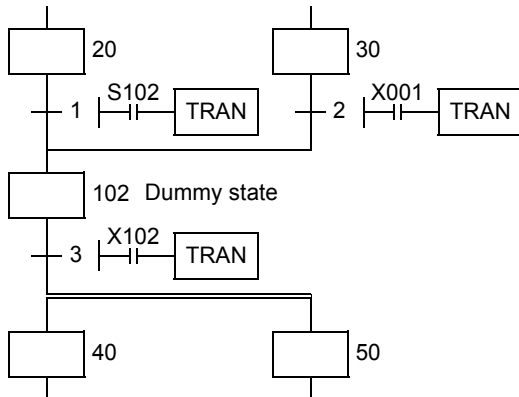 20
30
1 S102 TRAN
2 X001 TRAN
102 Dummy state
3 X102 TRAN
40
50